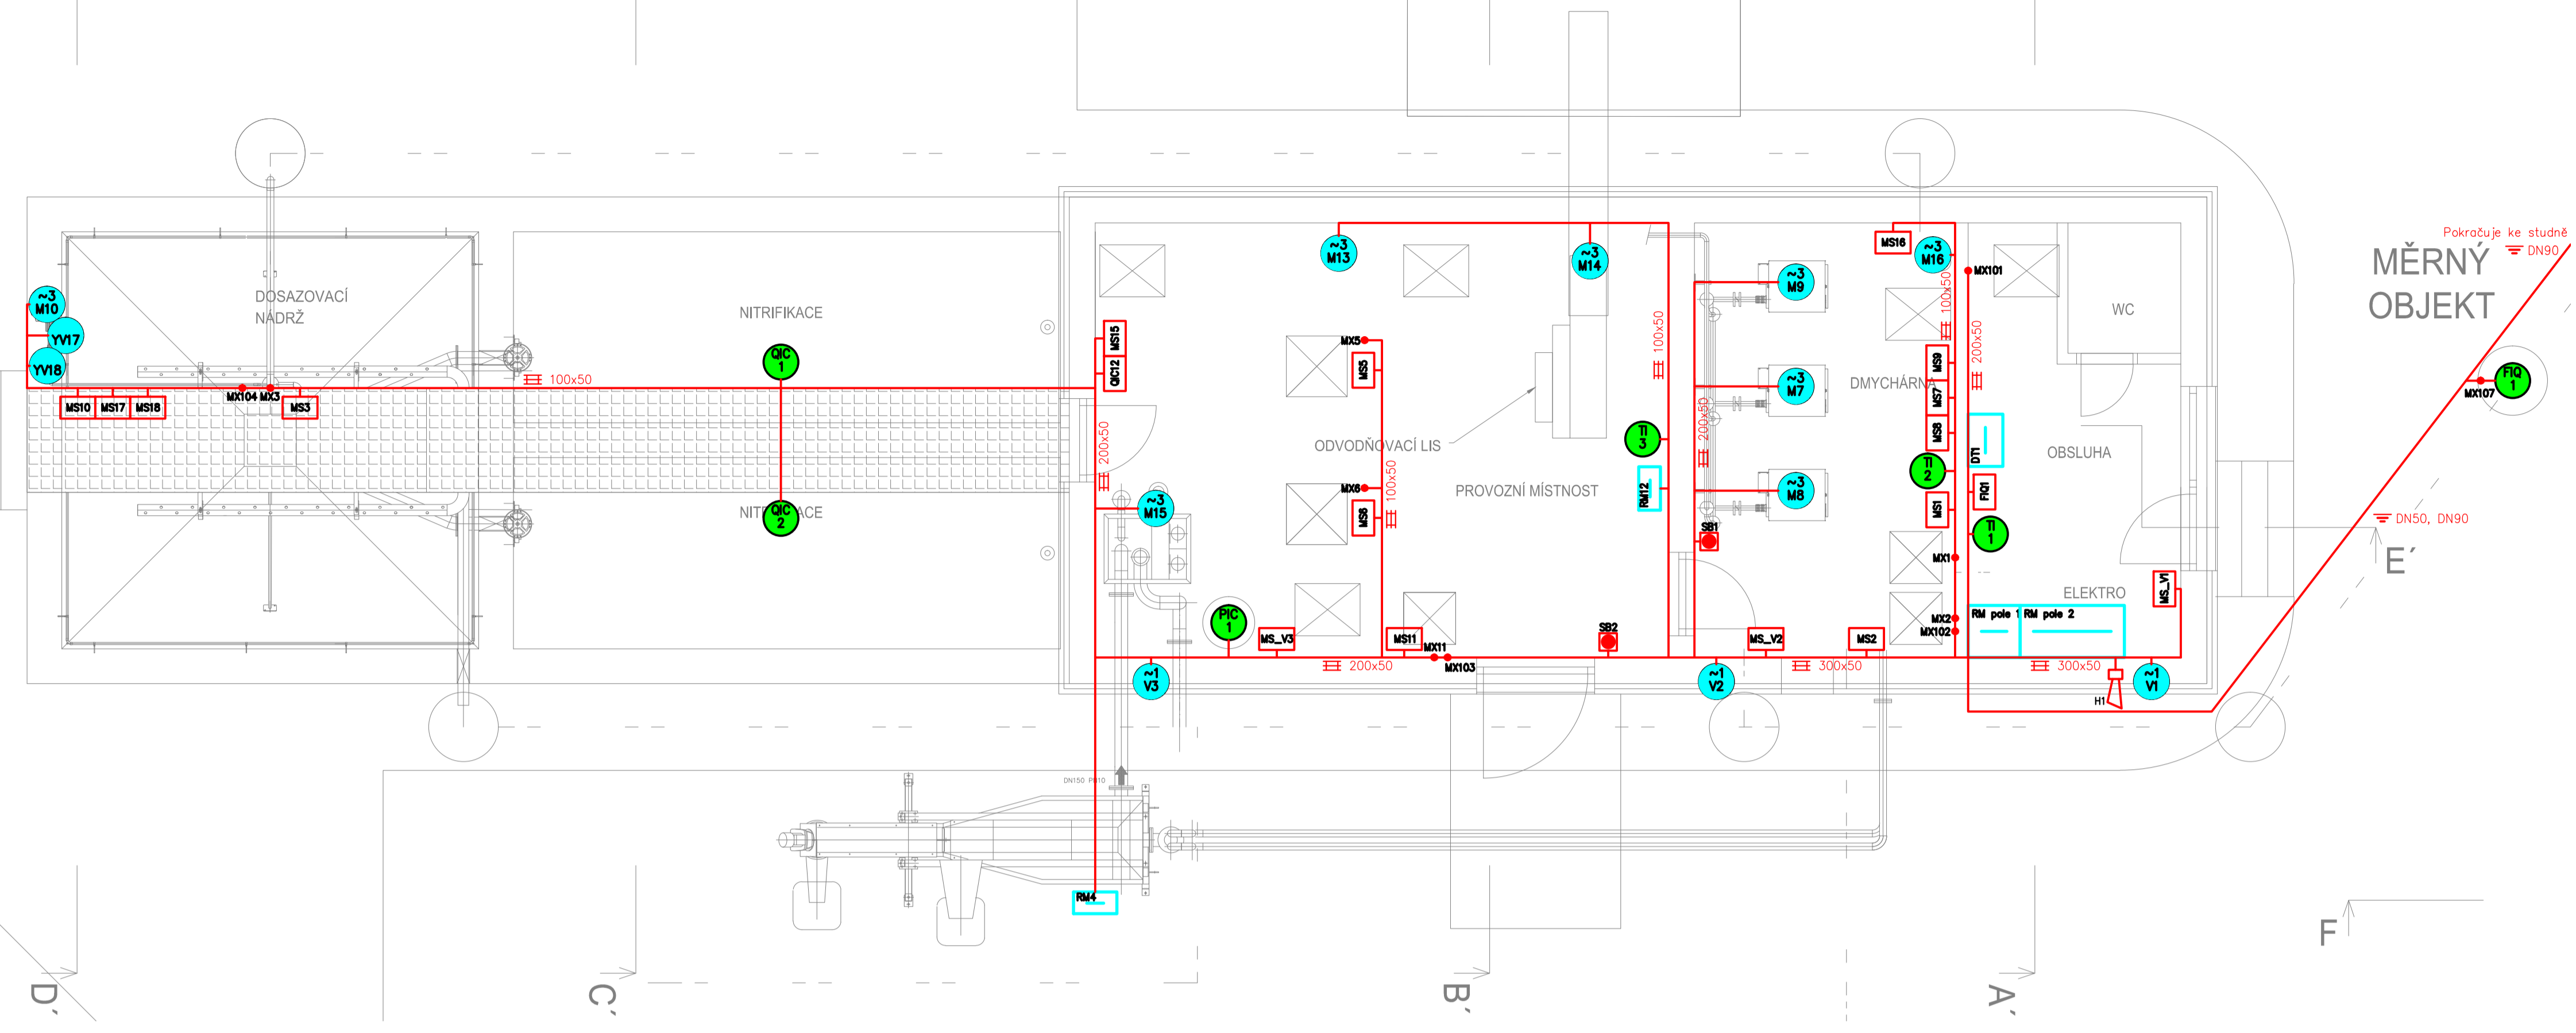 Pokračuje ke studně
DN90
MĚRNÝ
OBJEKT
MS16
~3
M13
~3
M14
~3
M16
MX101
~3
M9
~3
M10
YV17
YV18
DOSAZOVACÍ
NÁDRŽ
NITRIFIKACE
WC
100x50
100x50
200x50
MX5
MS15
QIC12
QIC
1
100x50
MS5
MS9
MS7
MS8
~3
M7
DMYCHÁRNA
FIQ
1
MX107
MX104
MX3
MS10
MS17
MS18
MS3
200x50
200x50
ODVODŇOVACÍ LIS
TI
3
TI
2
DT1
OBSLUHA
100x50
MX6
MS6
PROVOZNÍ MÍSTNOST
RM12
~3
M8
MS1
FIQ1
NITRIFIKACE
QIC
2
~3
M15
DN50, DN90
SB1
TI
1
MX1
E´
MS_V1
ELEKTRO
PIC
1
RM pole 1
RM pole 2
MX2
MX102
MS_V3
MS11
MX11
MX103
SB2
MS_V2
MS2
200x50
300x50
300x50
~1
V3
~1
V2
~1
V1
H1
DN150 PN10
RM4
F
D´
C´
B´
A´